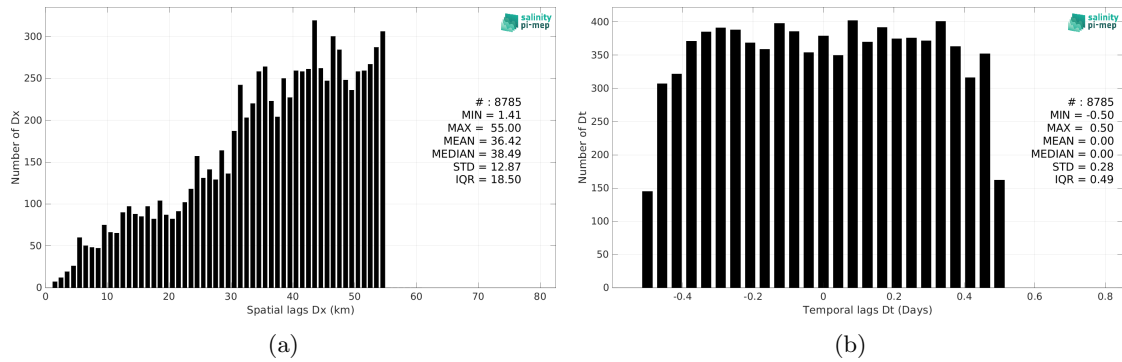 salinity
pi-mep
Number of Dx
300
250
200
150
100
50
0
# : 8785
MIN = 1.41
MAX = 55.00
MEAN = 36.42
MEDIAN = 38.49
STD = 12.87
IQR = 18.50
0 10 20 30 40 50 60 70 80
Spatial lags Dx (km)
(a)
salinity
pi-mep
Number of Dt
400
350
300
250
200
150
100
50
0
# : 8785
MIN = -0.50
MAX = 0.50
MEAN = 0.00
MEDIAN = 0.00
STD = 0.28
IQR = 0.49
-0.4 -0.2 0 0.2 0.4 0.6 0.8
Temporal lags Dt (Days)
(b)